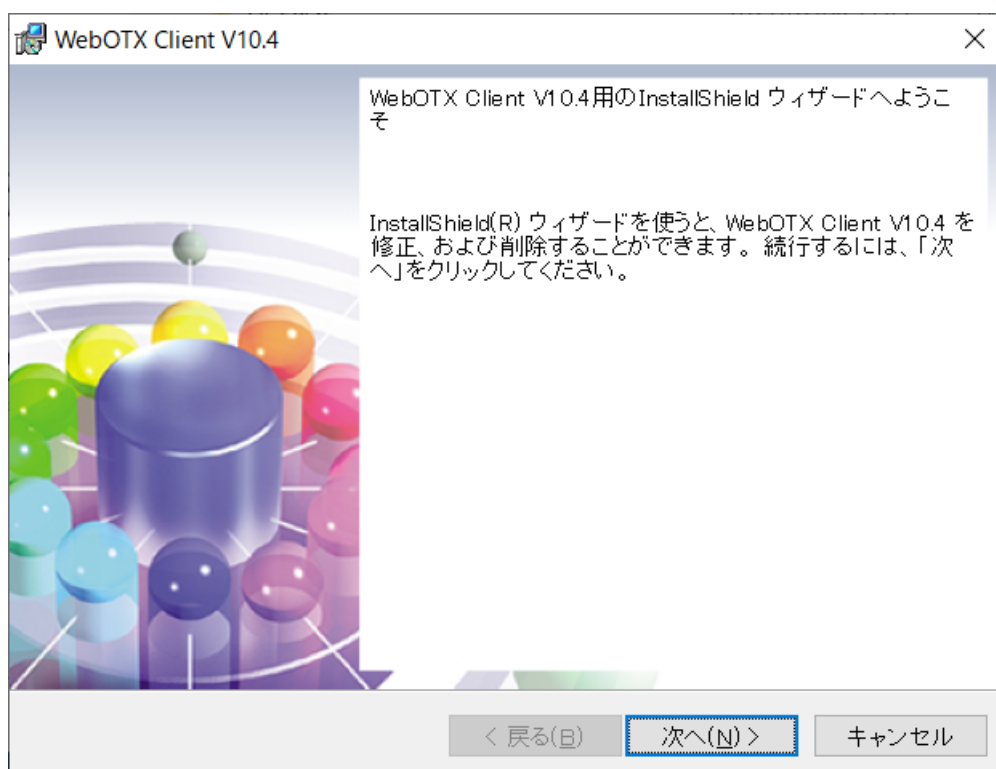 WebOTX Client V10.4
WebOTX Client V10.4用のInstallShield ウィザードへようこ
そ
InstallShield(R) ウィザードを使うと、WebOTX Client V10.4 を
修正、および削除することができます。続行するには、「次
へ」をクリックしてください。
< 戻る(B)
次へ(N) >
キャンセル